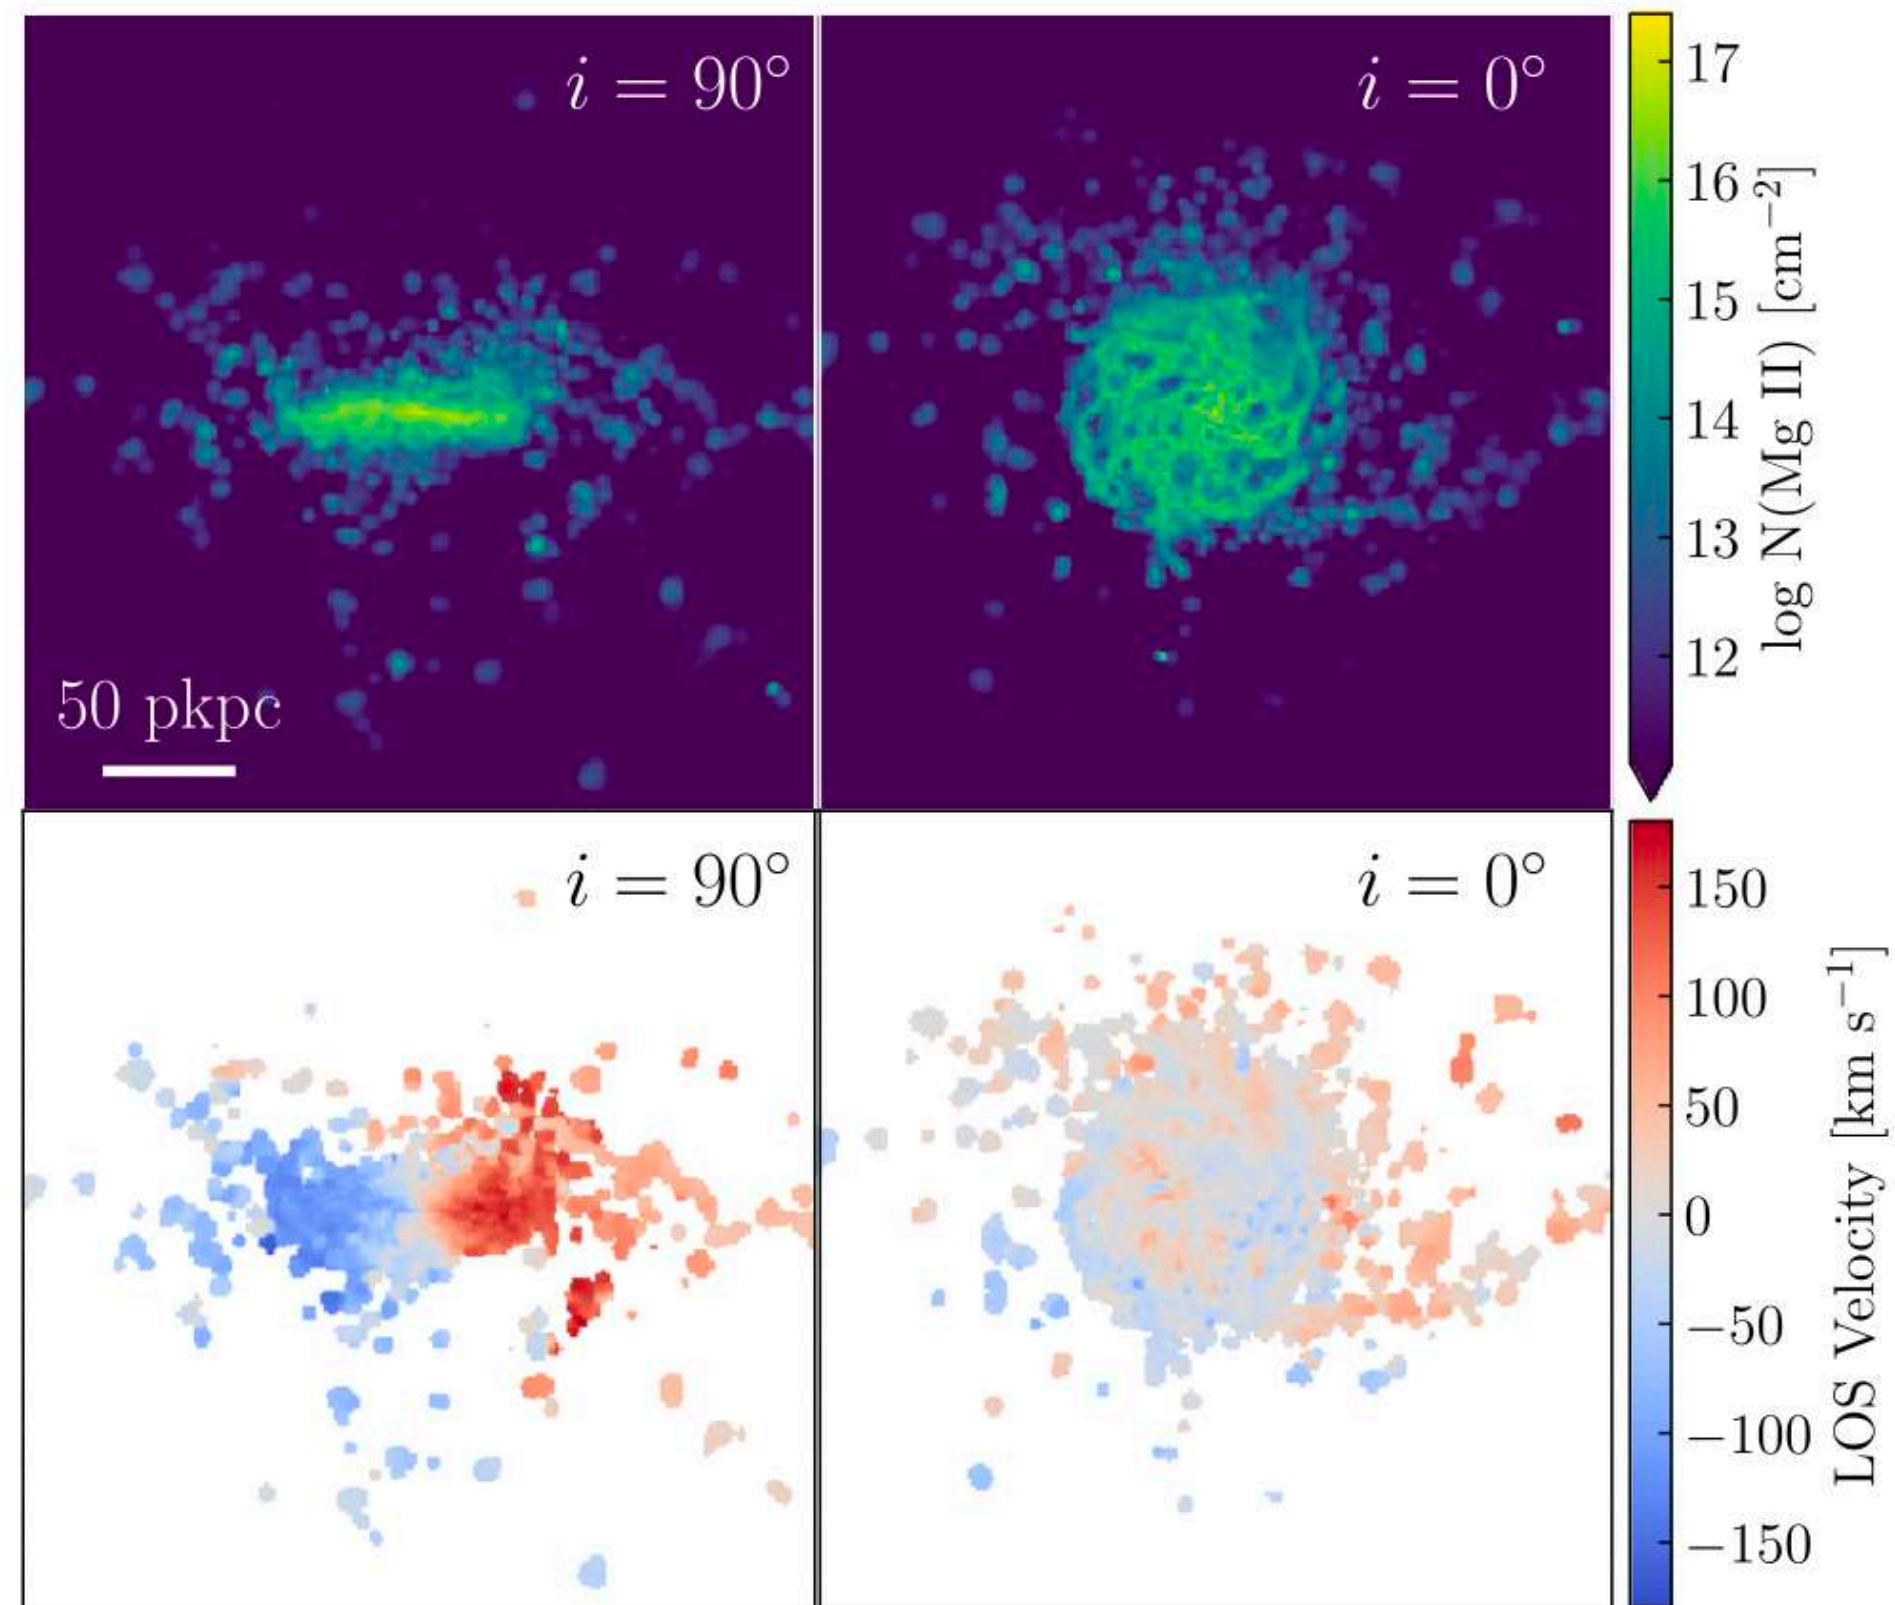 i = 90°
i = 0°
50 pkpc
17
16
15
14
13
12
log N(Mg II) [cm⁻²]
i = 90°
i = 0°
150
100
50
0
−50
−100
−150
LOS Velocity [km s⁻¹]